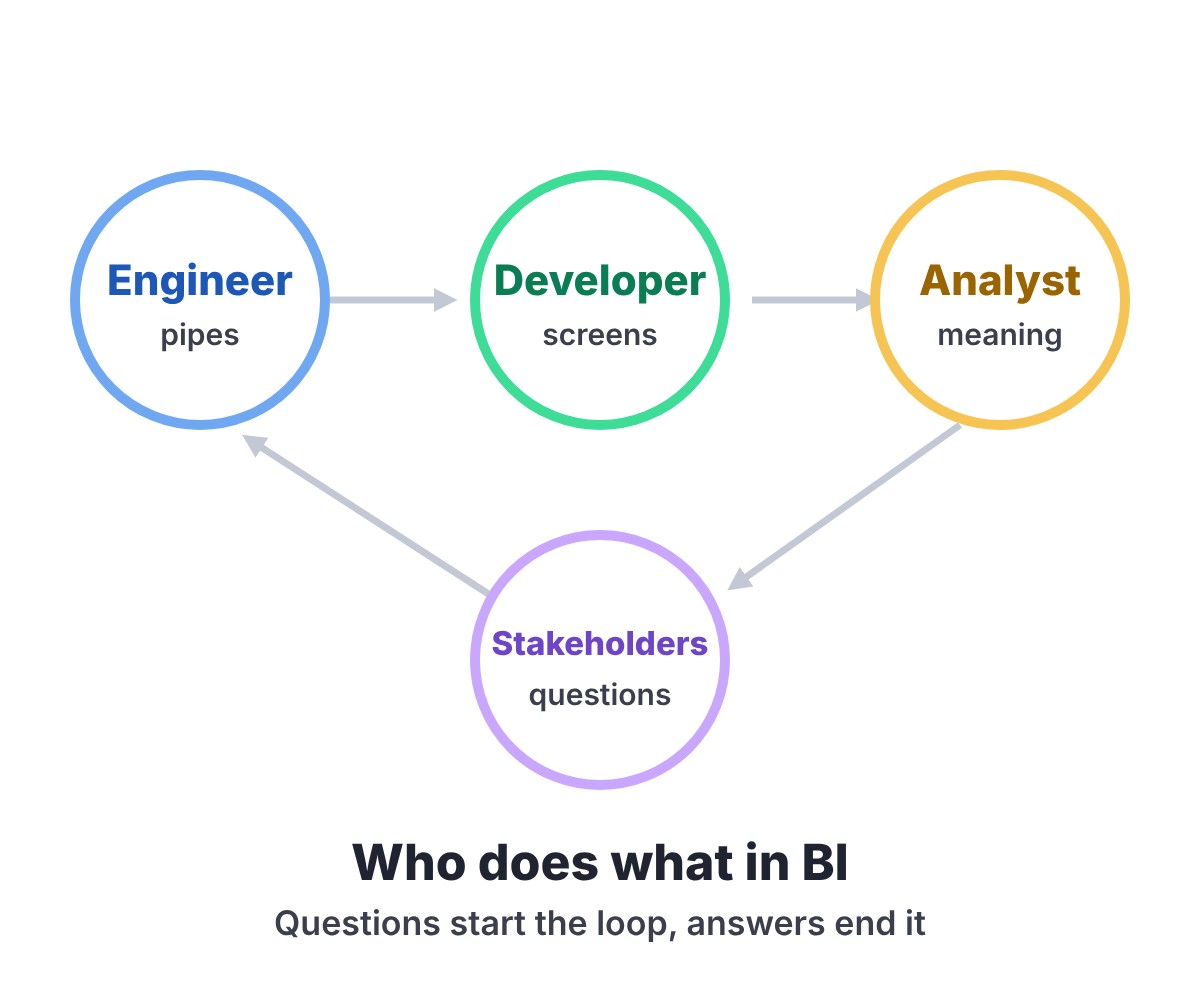 Engineer
pipes
Developer
screens
Analyst
meaning
Stakeholders
questions
Who does what in BI
Questions start the loop, answers end it